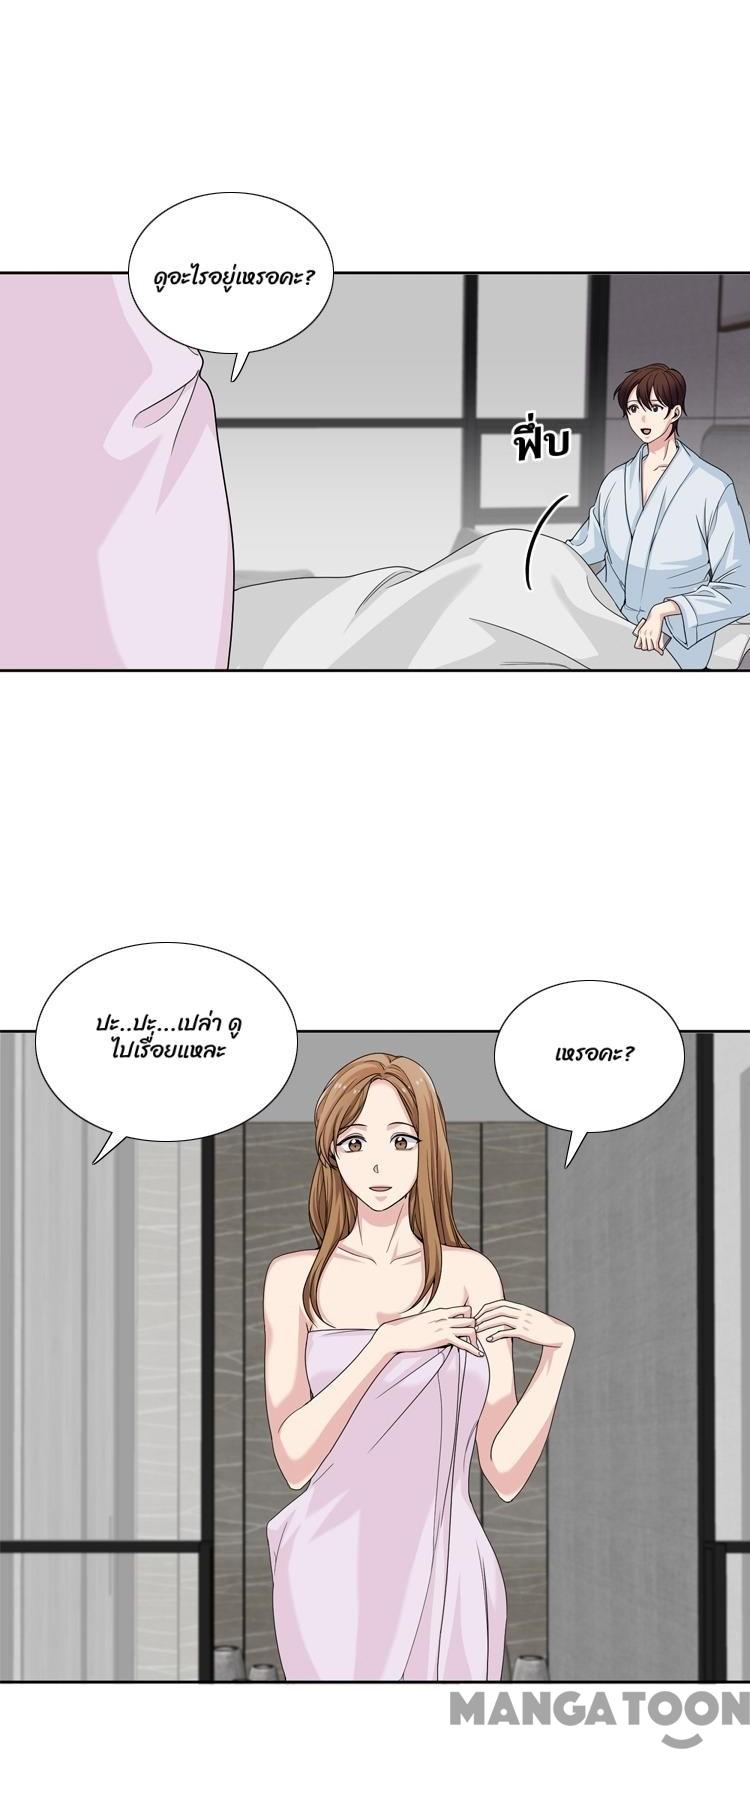 ดูอะไรอยู่เหรอคะ?
ฟึ่บ
ปะ..ปะ...เปล่า ดู
ไปเรื่อยแหละ
เหรอคะ?
MANGATOON